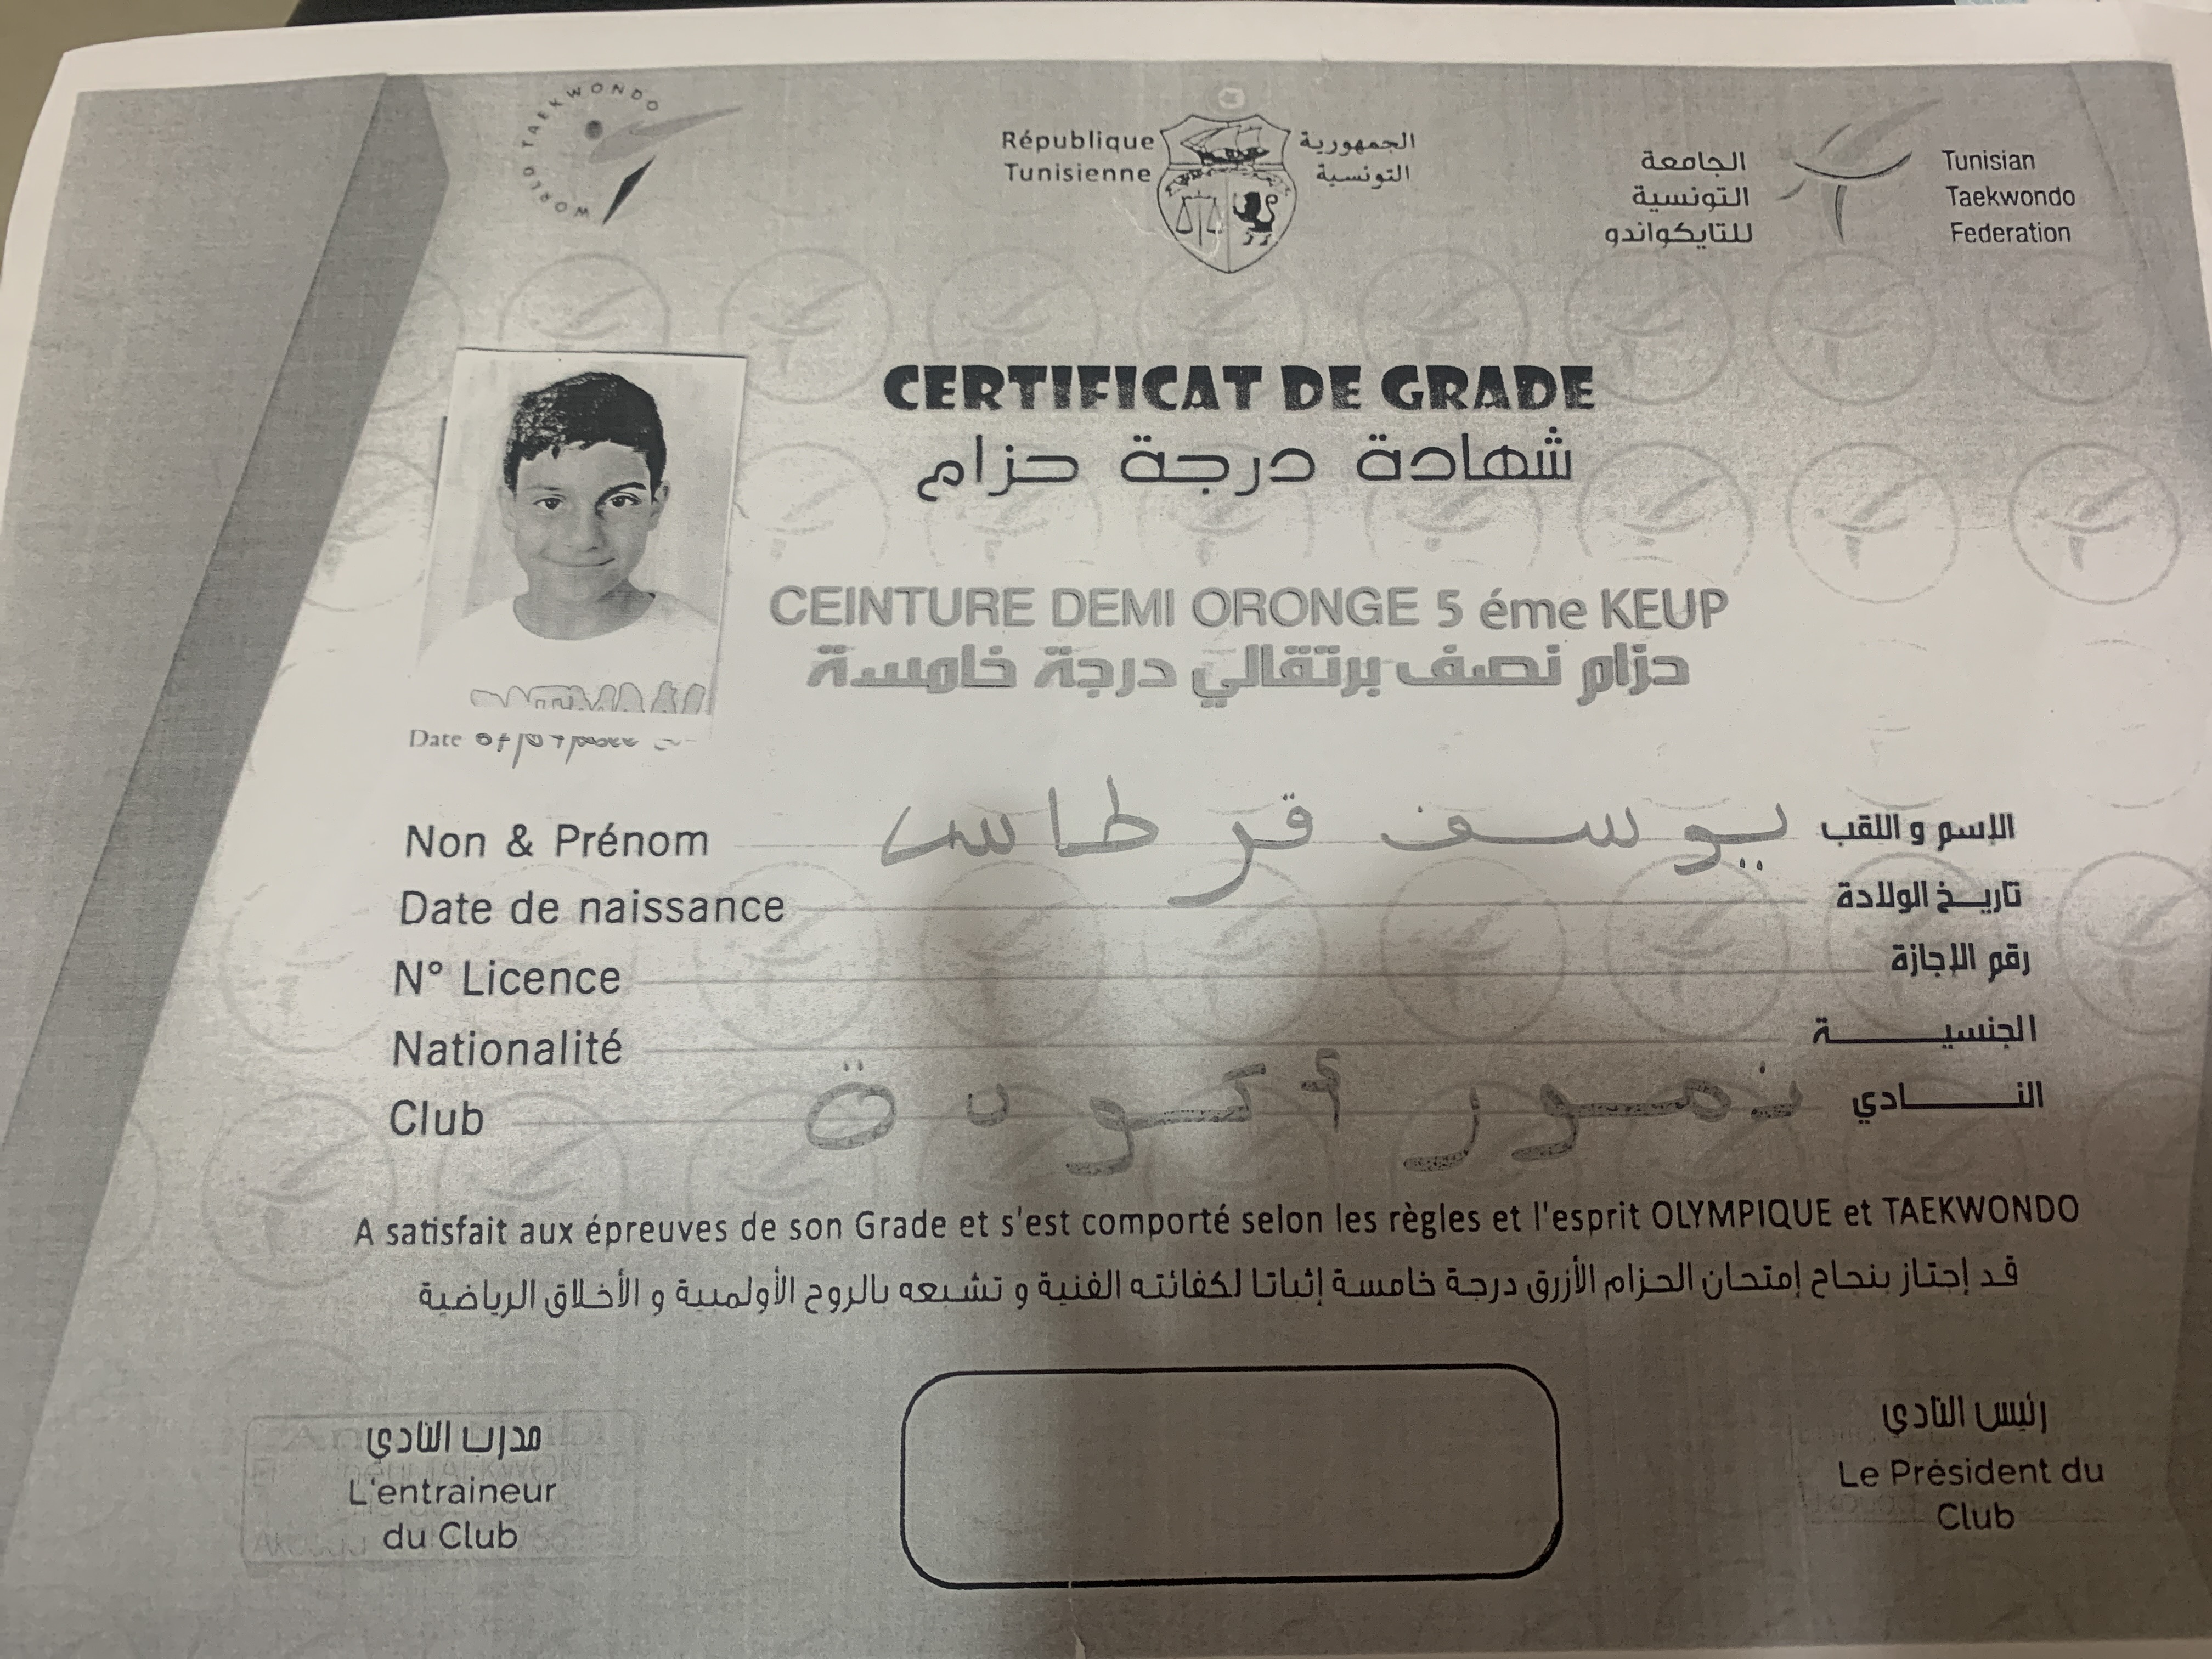 WORLD TAEKWONDO
République
Tunisienne
الجمهورية
التونسية
الجامعة
التونسية
للتايكواندو
Tunisian
Taekwondo
Federation
CERTIFICAT DE GRADE
شهادة درجة حزام
CEINTURE DEMI ORONGE 5 éme KEUP
حزام نصف برتقالي درجة خامسة
Date
Non & Prénom يوسف قرطاس الإسم و اللقب
Date de naissance تاريخ الولادة
N° Licence رقم الإجازة
Nationalité الجنسيـــــة
Club نمور أكودة النـــــادي
A satisfait aux épreuves de son Grade et s'est comporté selon les règles et l'esprit OLYMPIQUE et TAEKWONDO
قد إجتاز بنجاح إمتحان الحزام الأزرق درجة خامسة إثباتا لكفائته الفنية و تشبعه بالروح الأولمبية و الأخلاق الرياضية
مدرب النادي
L'entraineur
du Club
رئيس النادي
Le Président du
Club